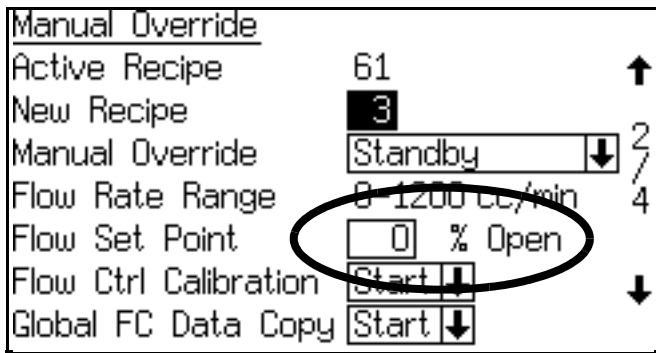 Manual Override
Active Recipe 61
New Recipe 3
Manual Override Standby
Flow Rate Range 0-1200 cc/min
Flow Set Point 0 % Open
Flow Ctrl Calibration Start
Global FC Data Copy Start
2/4